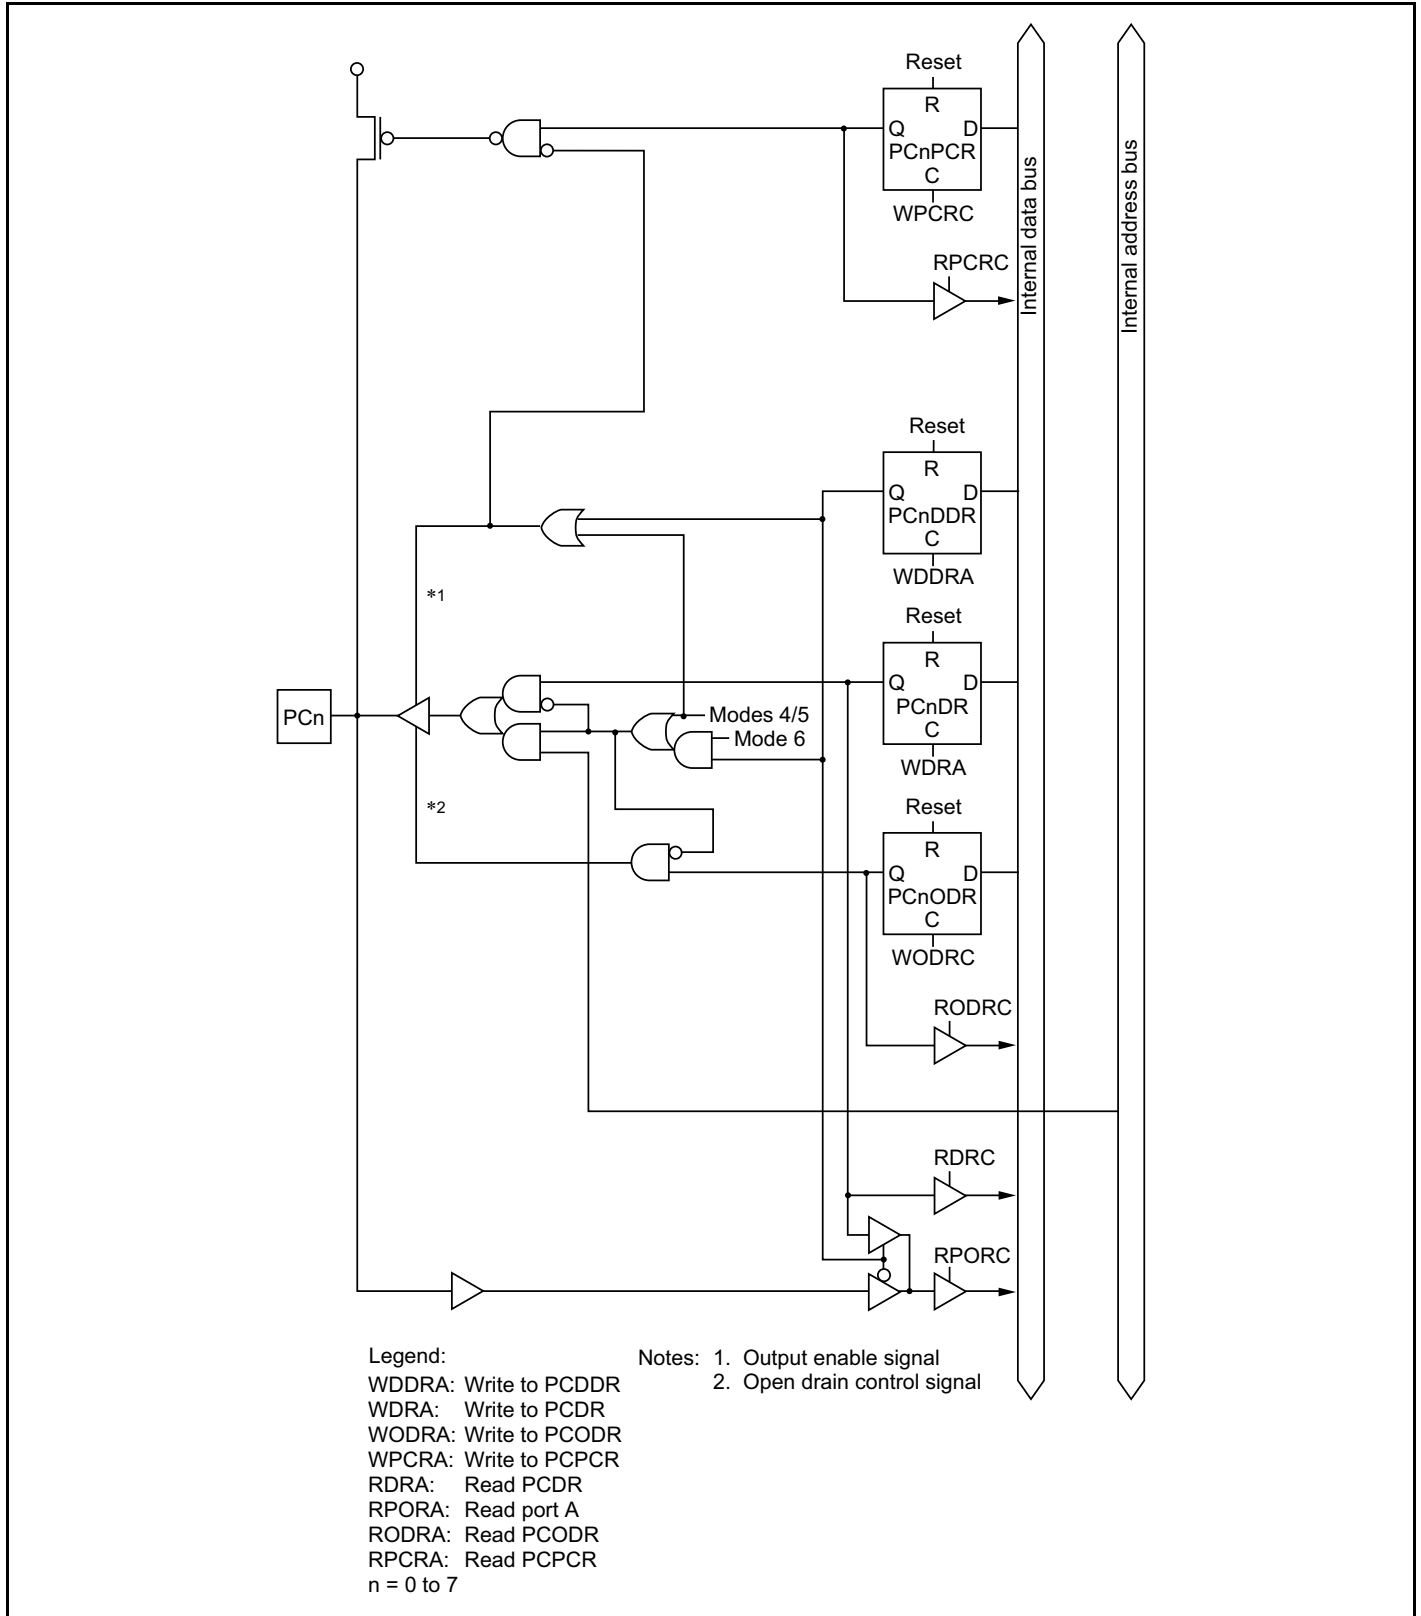 Reset
R
Q D
PCnPCR
C
WPCRC
Internal data bus
Internal address bus
RPCRC
Reset
R
Q D
PCnDDR
C
WDDRA
*1
Reset
R
Q D
PCnDR
C
WDRA
PCn
Modes 4/5
Mode 6
*2
Reset
R
Q D
PCnODR
C
WODRC
RODRC
RDRC
RPORC
Legend:
WDDRA: Write to PCDDR
WDRA: Write to PCDR
WODRA: Write to PCODR
WPCRA: Write to PCPCR
RDRA: Read PCDR
RPORA: Read port A
RODRA: Read PCODR
RPCRA: Read PCPCR
n = 0 to 7
Notes: 1. Output enable signal
2. Open drain control signal